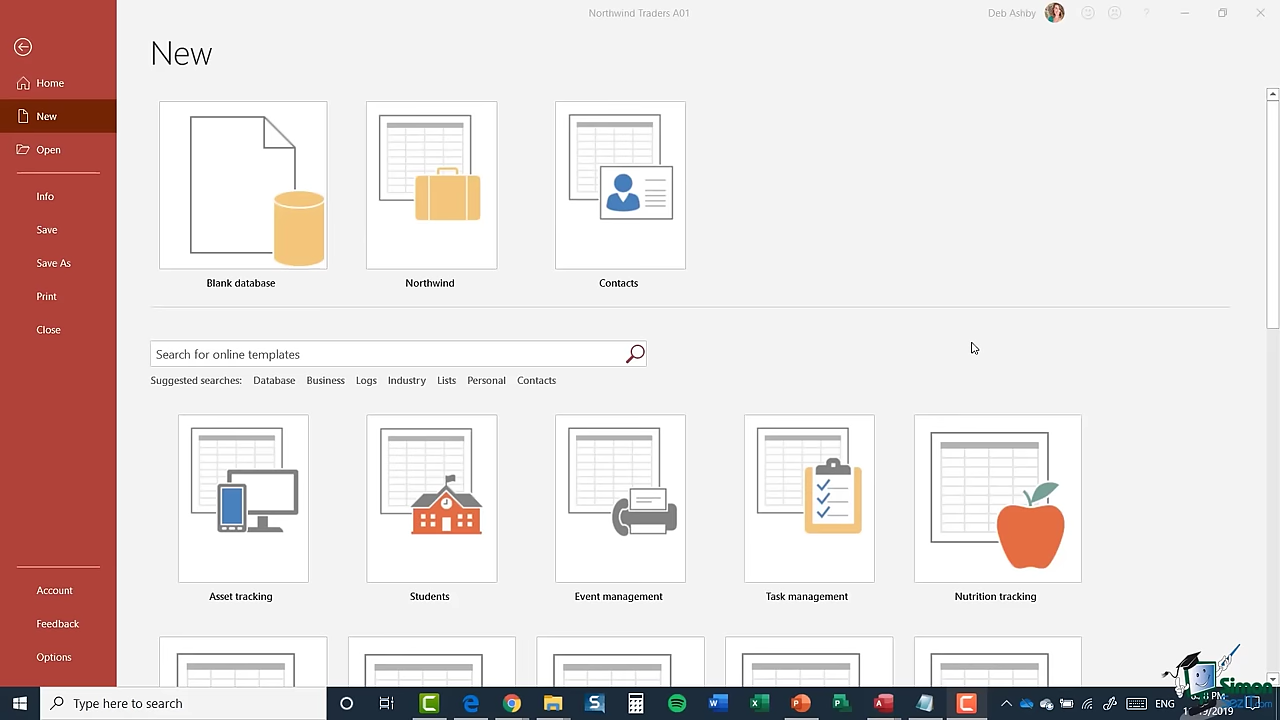 Northwind Traders A01
Deb Ashby
New
Home
New
Open
Info
Save
Save As
Print
Close
Account
Feedback
Options
Blank database
Northwind
Contacts
Search for online templates
Suggested searches: Database Business Logs Industry Lists Personal Contacts
Asset tracking
Students
Event management
Task management
Nutrition tracking
Type here to search
ENG
Simon